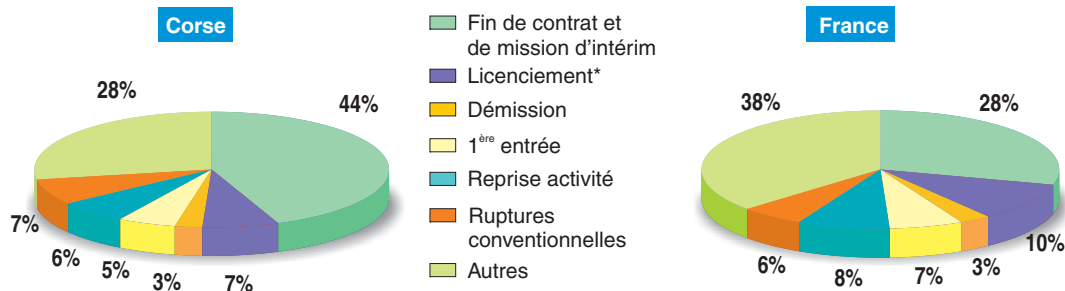 Corse
28%
44%
7%
6%
5%
3%
7%
Fin de contrat et
de mission d'intérim
Licenciement*
Démission
1ère entrée
Reprise activité
Ruptures
conventionnelles
Autres
France
38%
28%
6%
8%
7%
3%
10%